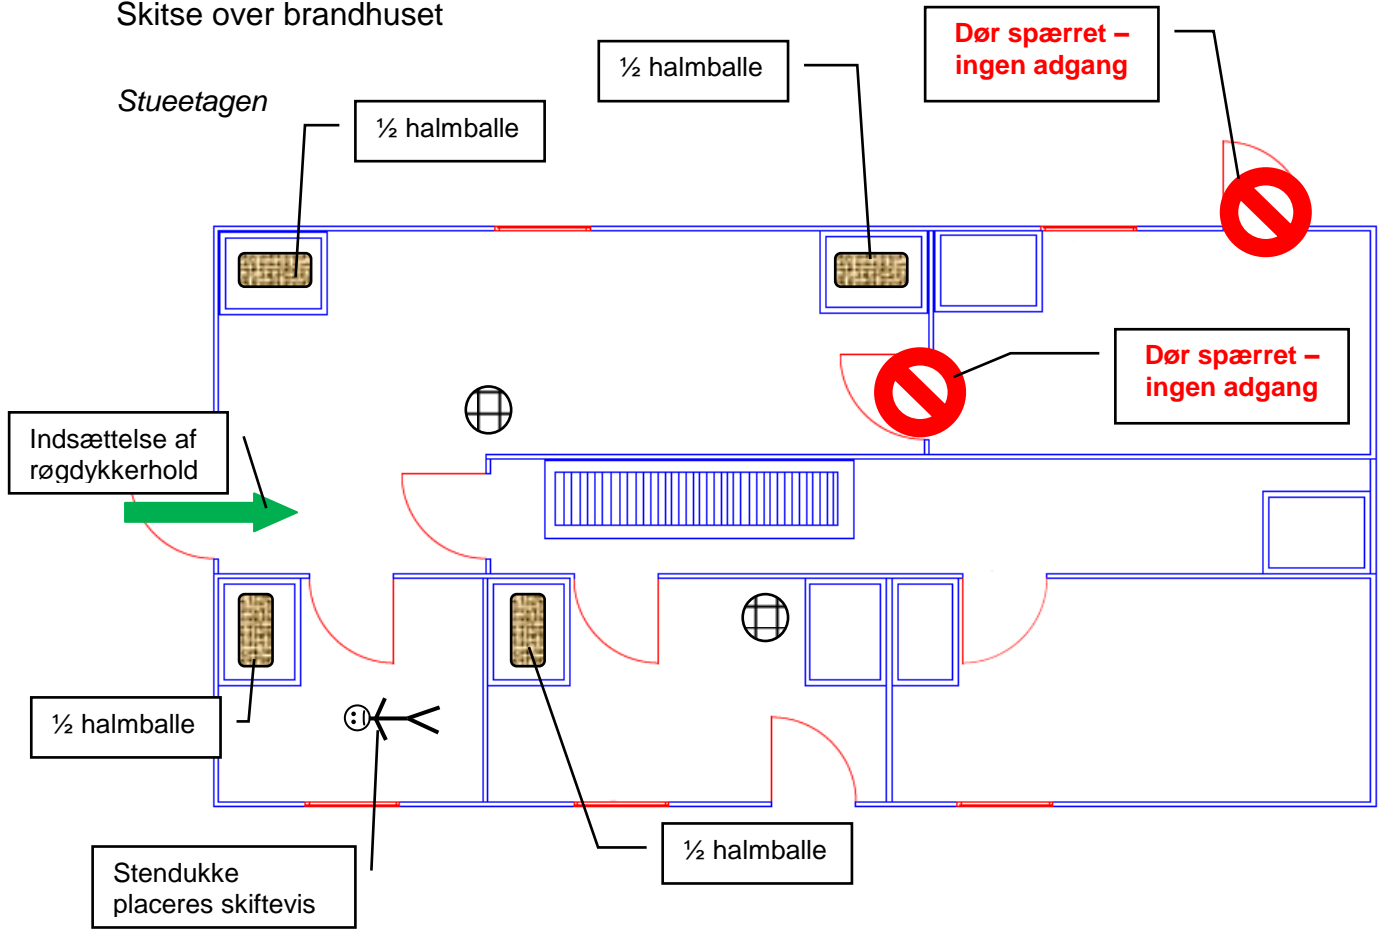 Skitse over brandhuset
Stueetagen
½ halmballe
½ halmballe
Dør spærret –
ingen adgang
Dør spærret –
ingen adgang
Indsættelse af
røgdykkerhold
½ halmballe
½ halmballe
Stendukke
placeres skiftevis